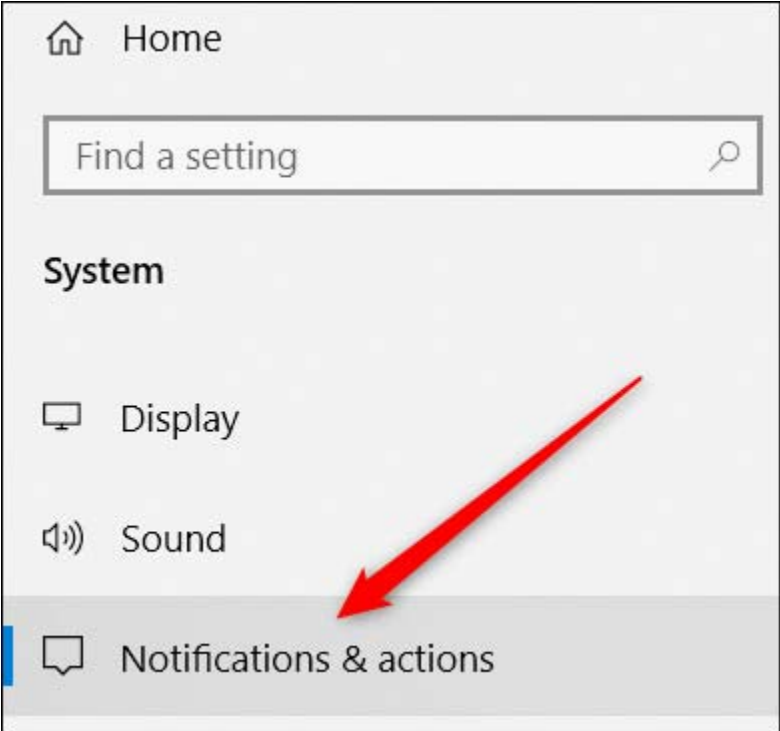 Home
Find a setting
System
Display
Sound
Notifications & actions